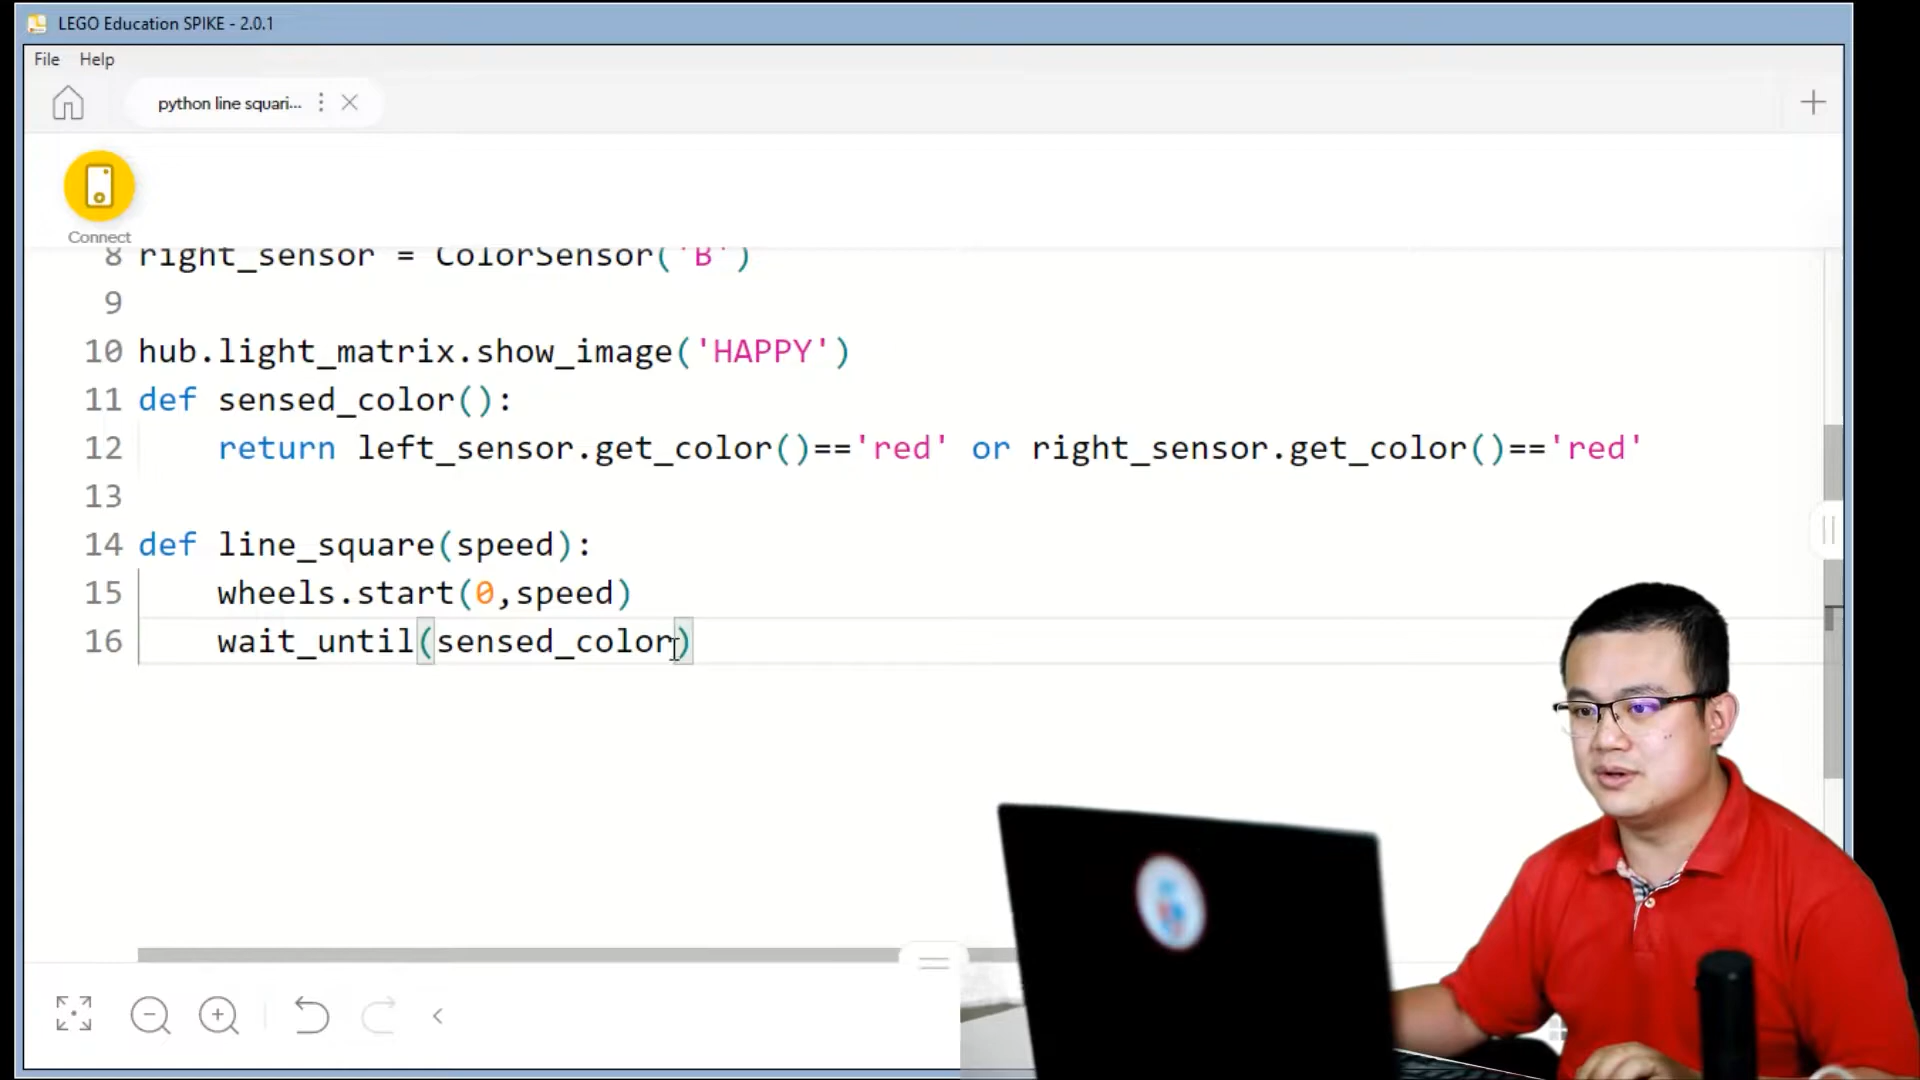 LEGO Education SPIKE - 2.0.1
File Help
python line squari...
Connect
8 right_sensor = ColorSensor('B')
9
10 hub.light_matrix.show_image('HAPPY')
11 def sensed_color():
12 return left_sensor.get_color()=='red' or right_sensor.get_color()=='red'
13
14 def line_square(speed):
15 wheels.start(0,speed)
16 wait_until(sensed_color)